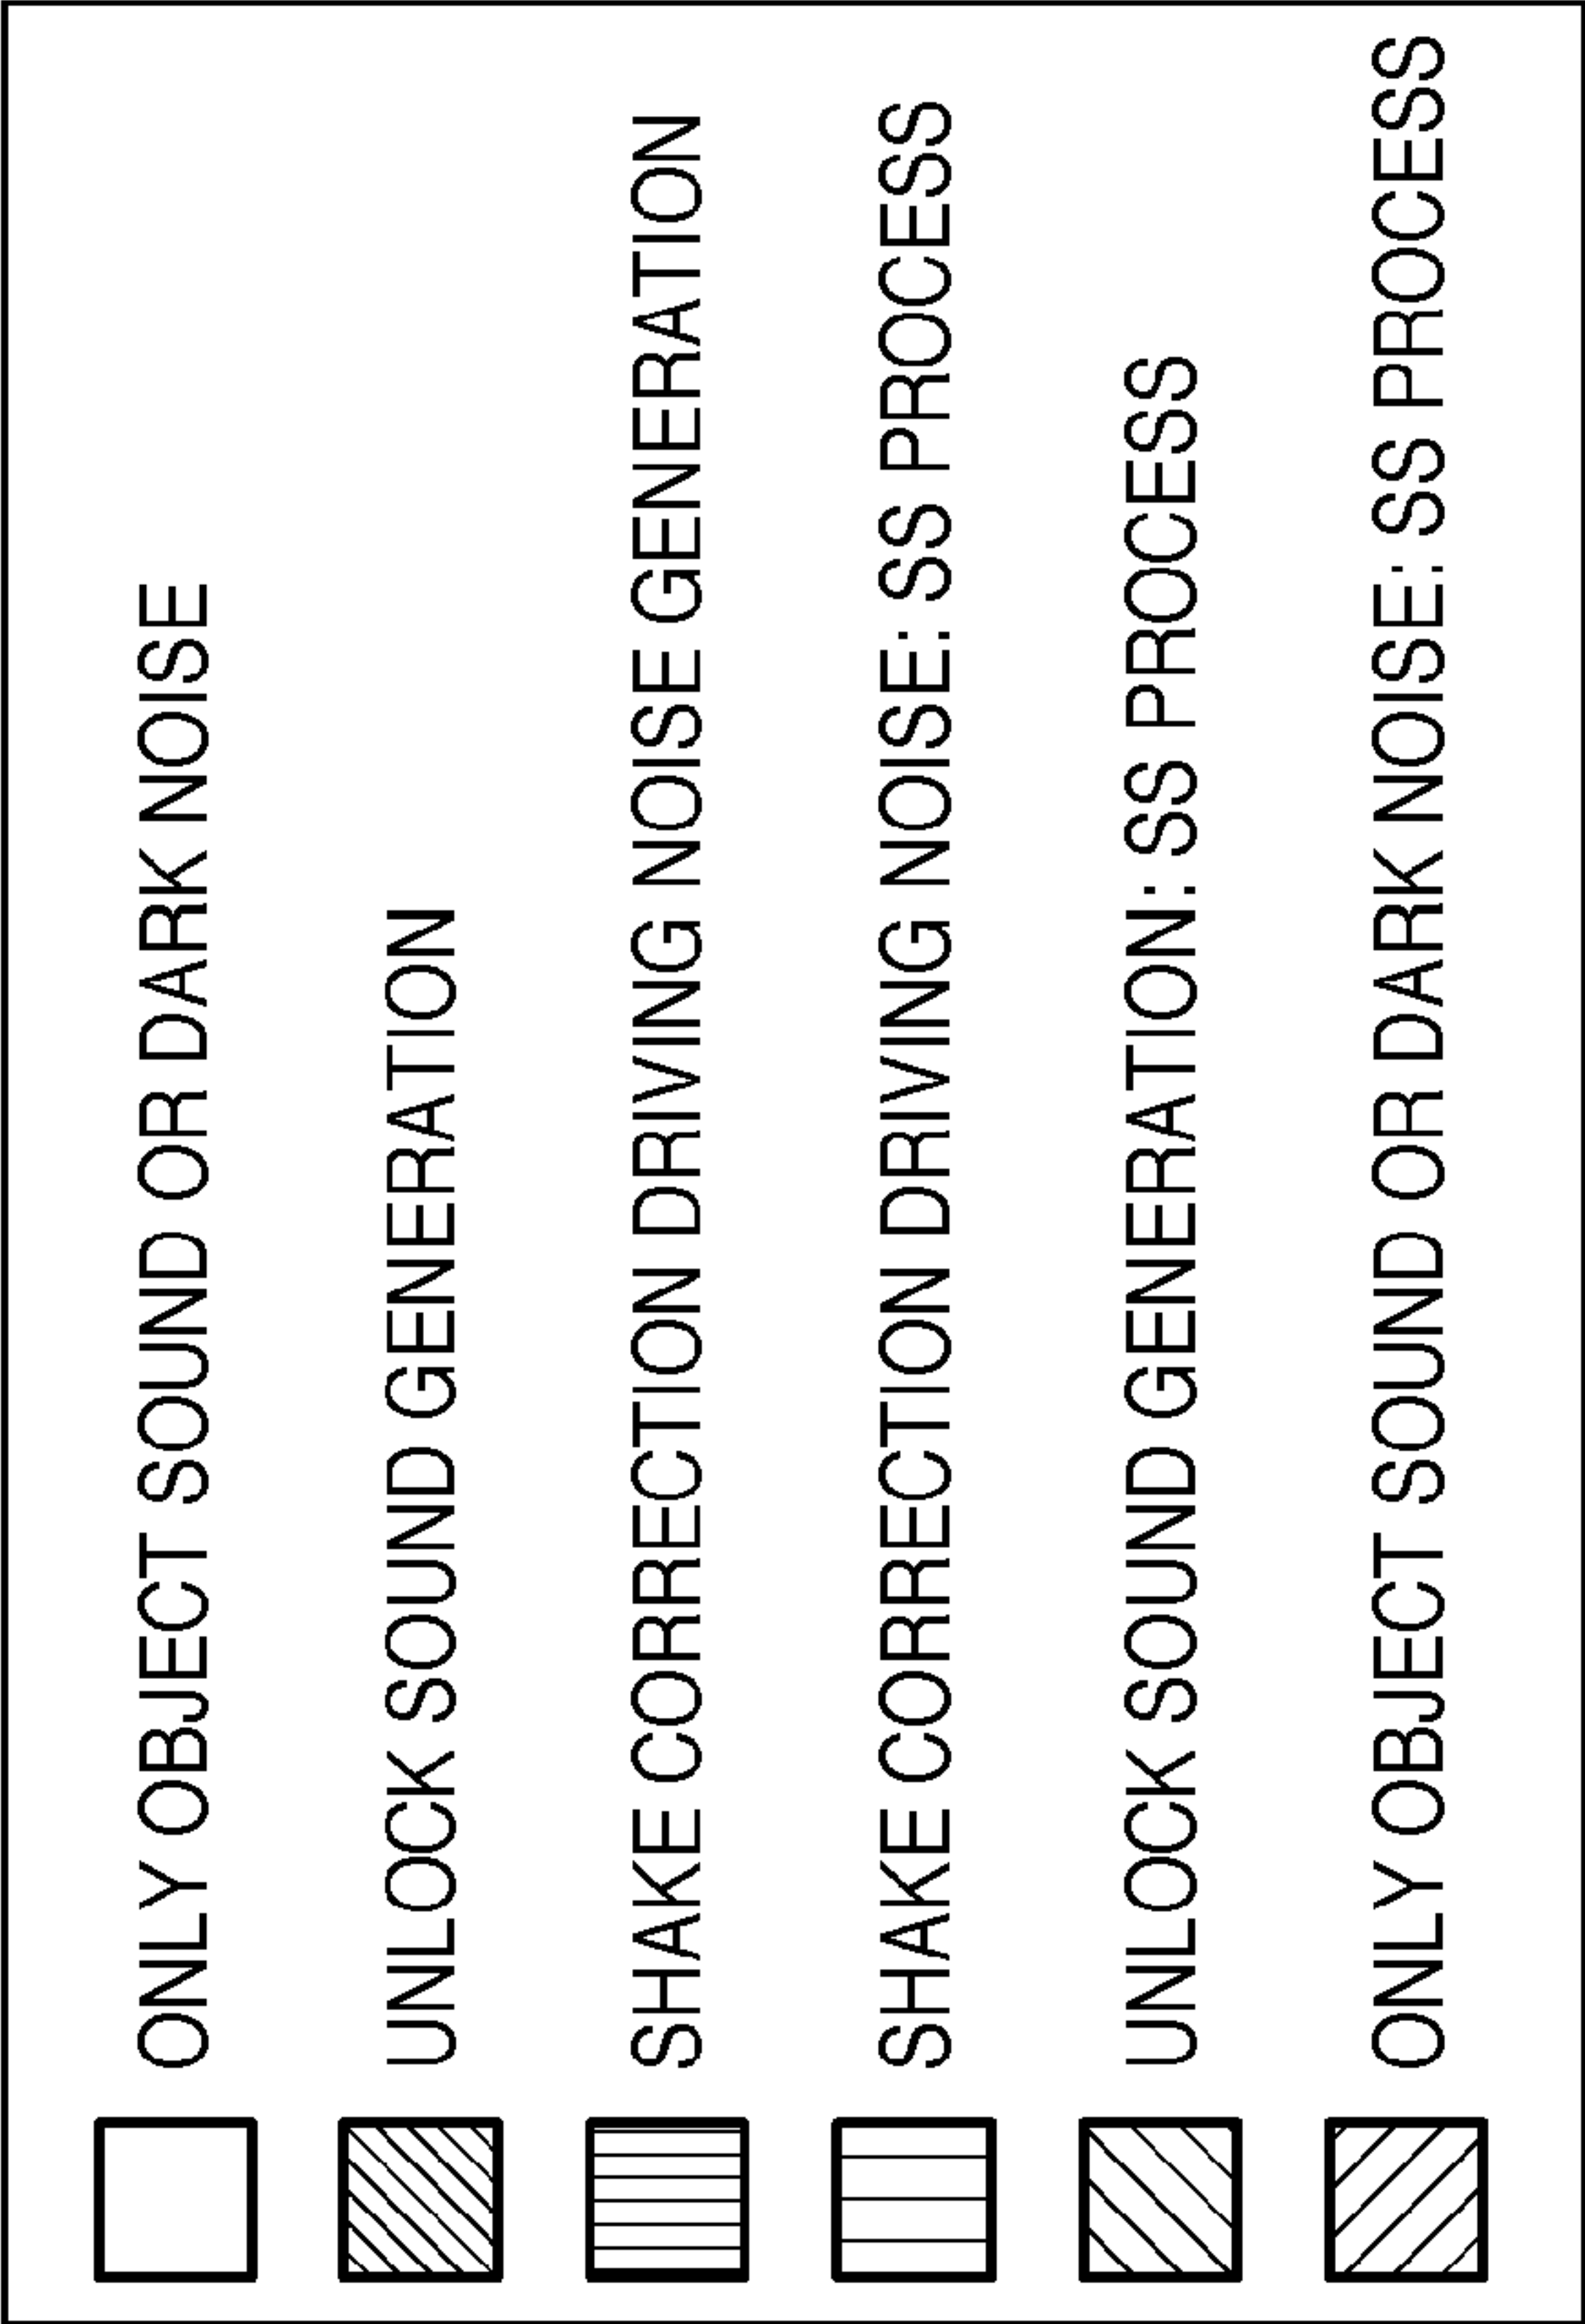 ONLY OBJECT SOUND OR DARK NOISE
UNLOCK SOUND GENERATION
SHAKE CORRECTION DRIVING NOISE GENERATION
SHAKE CORRECTION DRIVING NOISE: SS PROCESS
UNLOCK SOUND GENERATION: SS PROCESS
ONLY OBJECT SOUND OR DARK NOISE: SS PROCESS